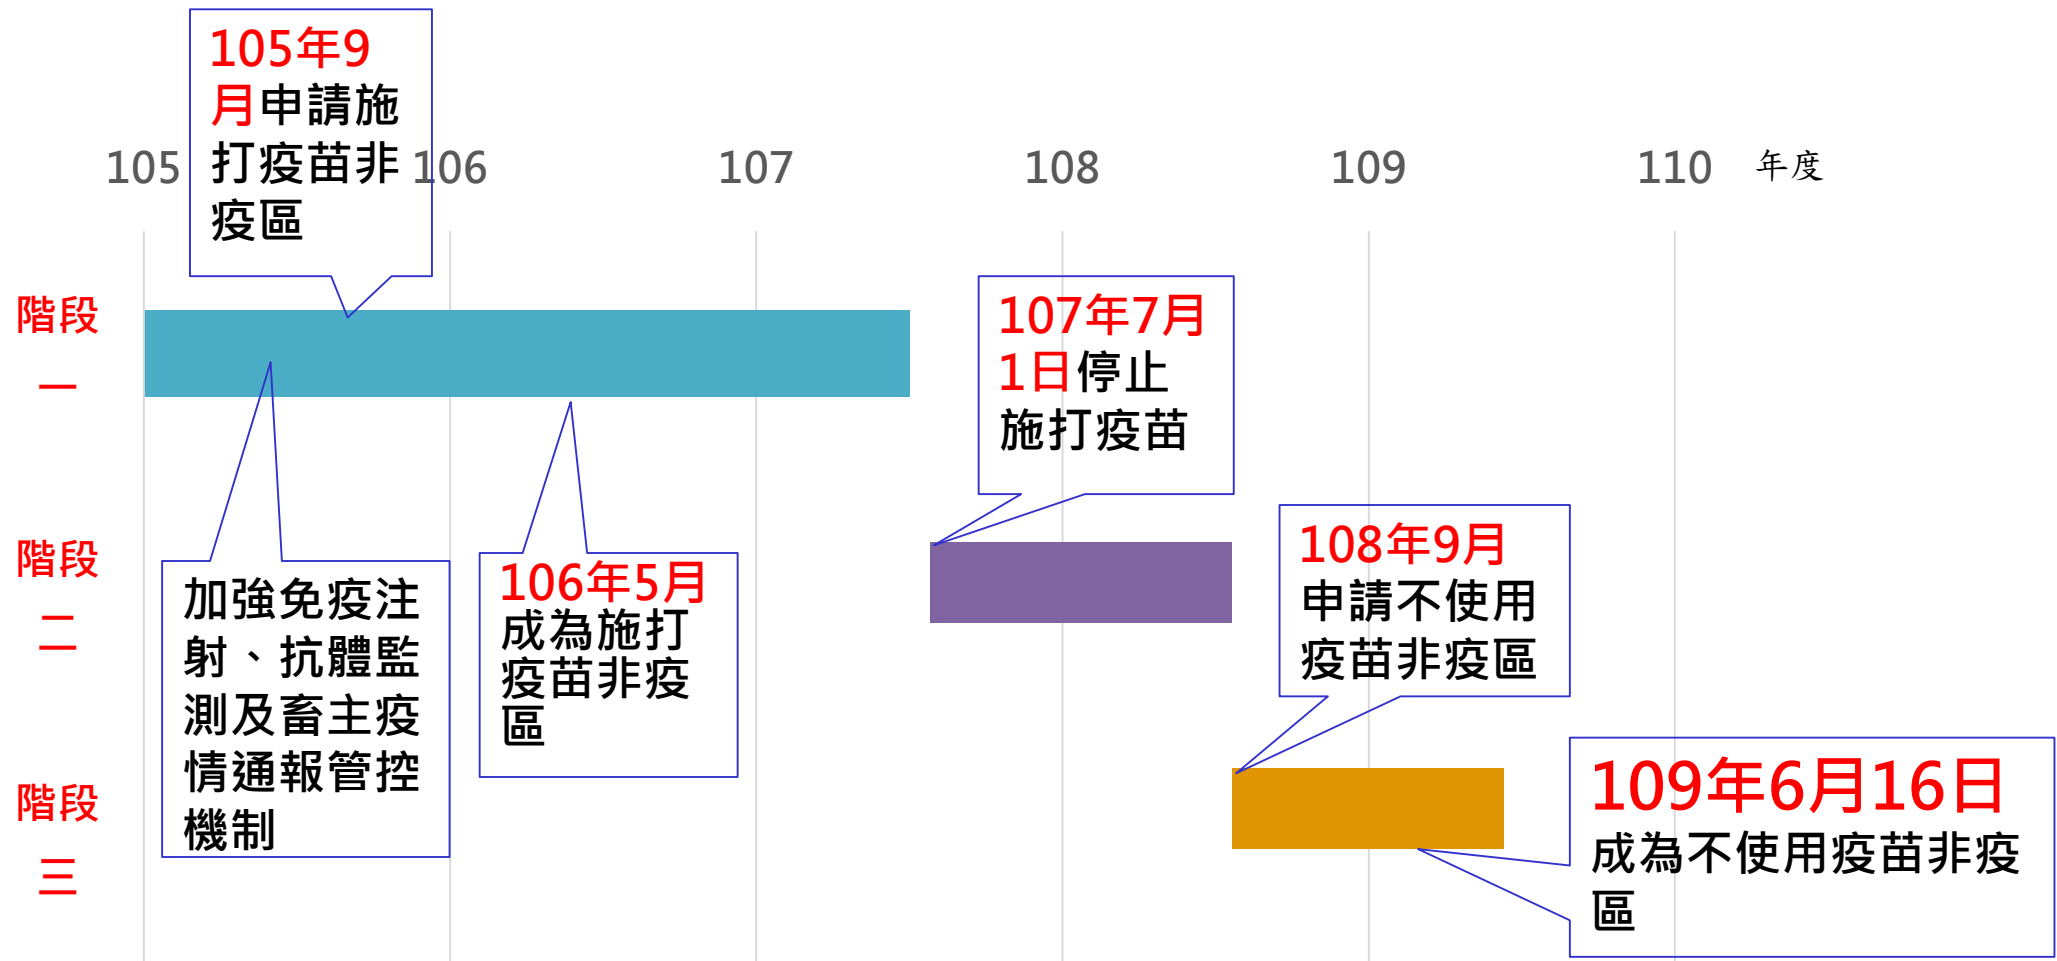 105年9
月申請施
打疫苗非
疫區
105
106
107
108
109
110
年度
階段
一
107年7月
1日停止
施打疫苗
階段
二
加強免疫注
射、抗體監
測及畜主疫
情通報管控
機制
106年5月
成為施打
疫苗非疫
區
108年9月
申請不使用
疫苗非疫區
階段
三
109年6月16日
成為不使用疫苗非疫
區